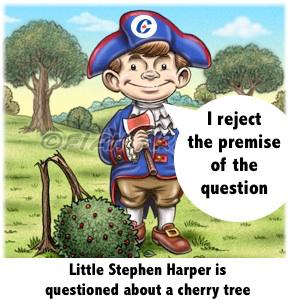 C
I reject
the premise
of the
question
Little Stephen Harper is
questioned about a cherry tree